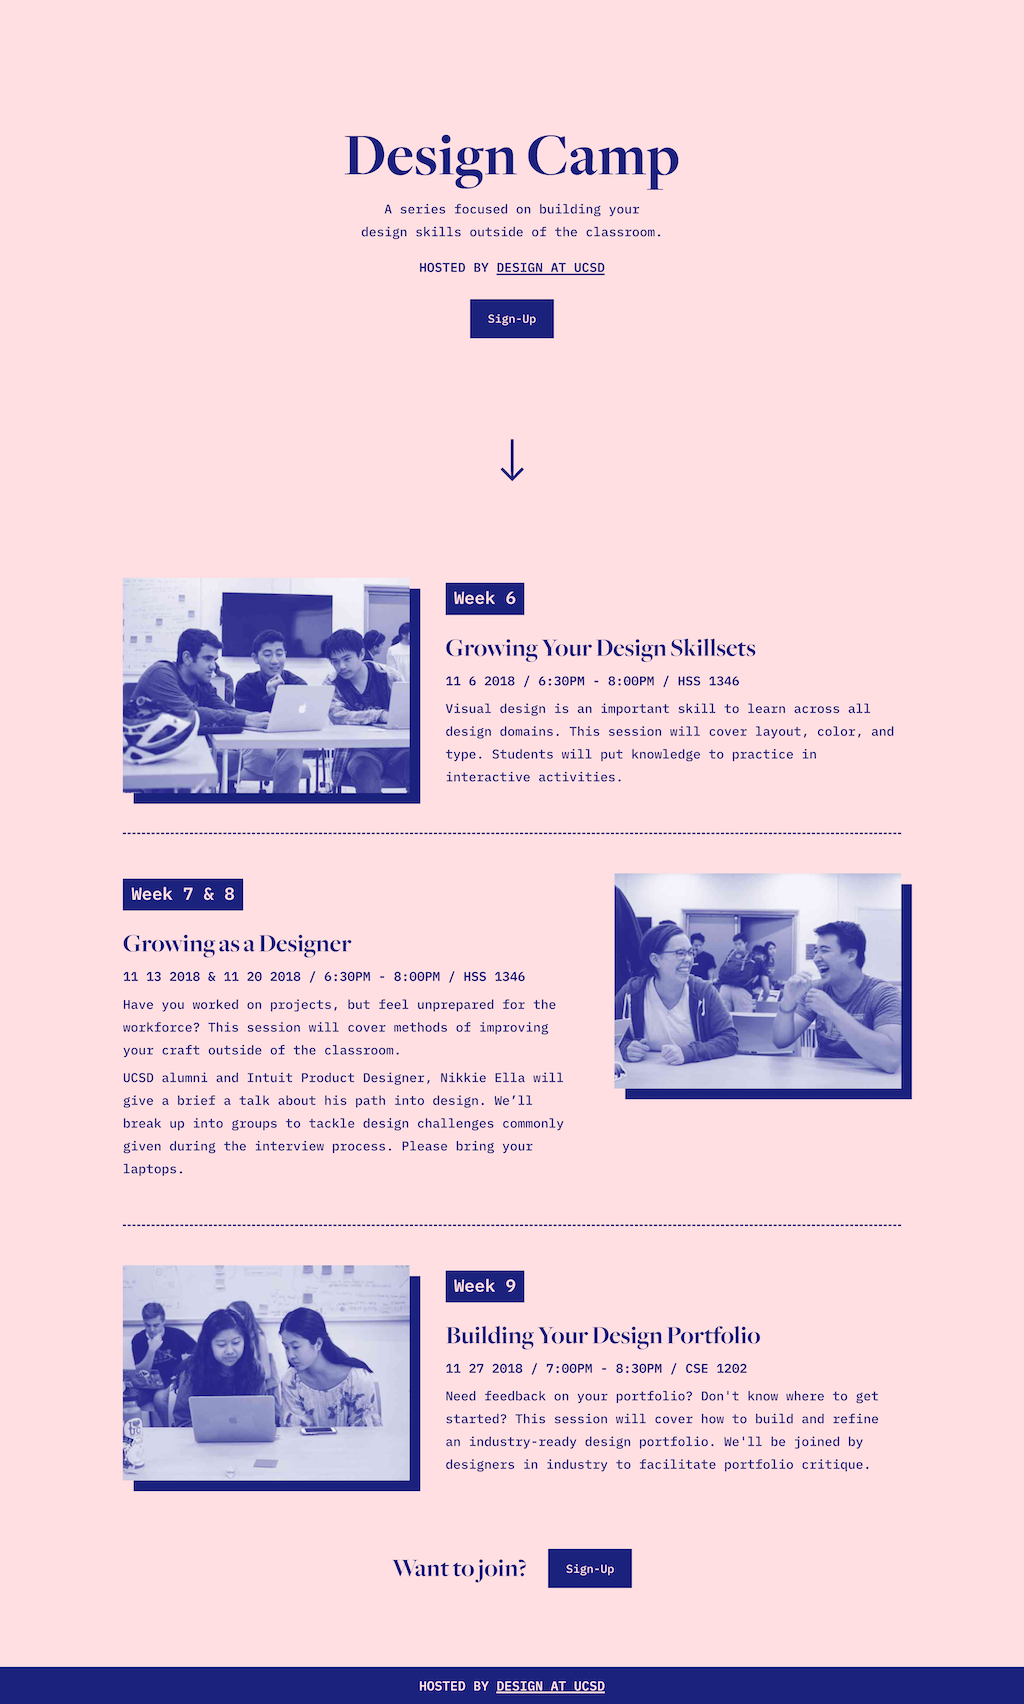 Design Camp
A series focused on building your
design skills outside of the classroom.
HOSTED BY DESIGN AT UCSD
Sign-Up
Week 6
Growing Your Design Skillsets
11 6 2018 / 6:30PM - 8:00PM / HSS 1346
Visual design is an important skill to learn across all
design domains. This session will cover layout, color, and
type. Students will put knowledge to practice in
interactive activities.
Week 7 & 8
Growing as a Designer
11 13 2018 & 11 20 2018 / 6:30PM - 8:00PM / HSS 1346
Have you worked on projects, but feel unprepared for the
workforce? This session will cover methods of improving
your craft outside of the classroom.
UCSD alumni and Intuit Product Designer, Nikkie Ella will
give a brief a talk about his path into design. We’ll
break up into groups to tackle design challenges commonly
given during the interview process. Please bring your
laptops.
Week 9
Building Your Design Portfolio
11 27 2018 / 7:00PM - 8:30PM / CSE 1202
Need feedback on your portfolio? Don't know where to get
started? This session will cover how to build and refine
an industry-ready design portfolio. We'll be joined by
designers in industry to facilitate portfolio critique.
Want to join?
Sign-Up
HOSTED BY DESIGN AT UCSD